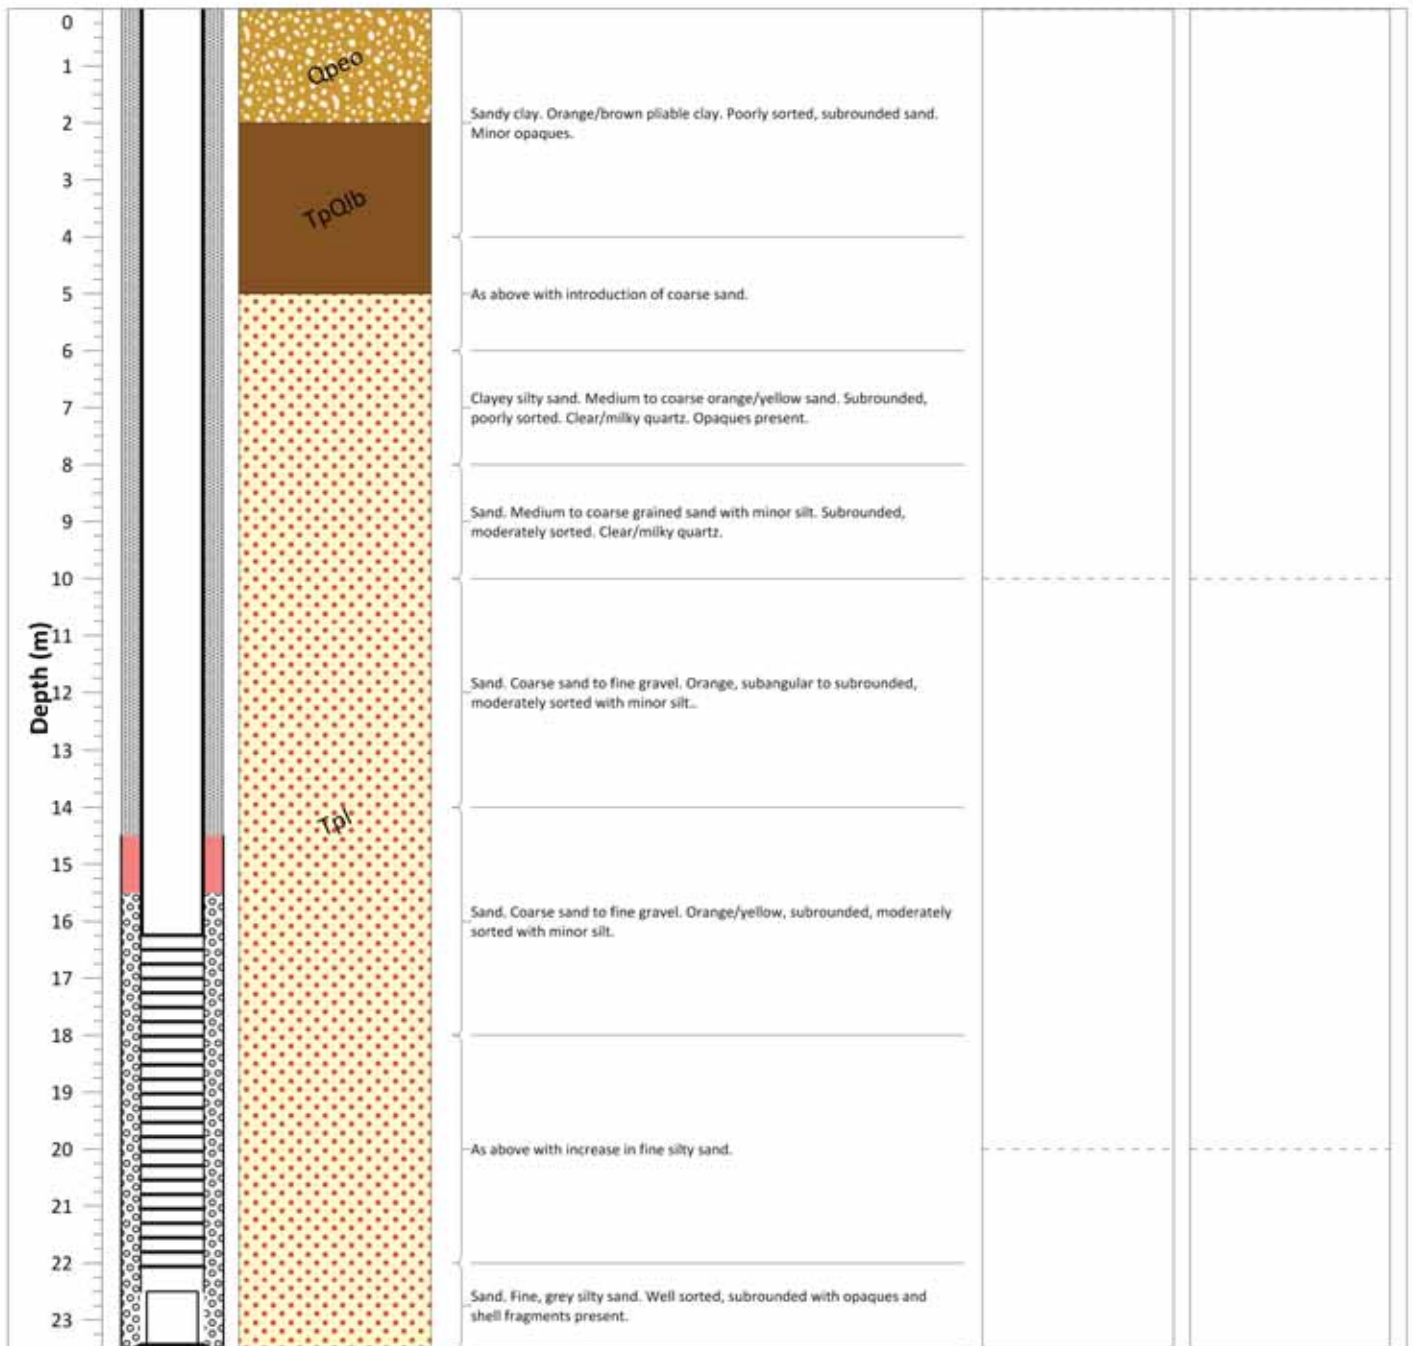 0
Qpeo
1
Sandy clay. Orange/brown pliable clay. Poorly sorted, subrounded sand.
2
Minor opaques.
3
TpQlb
4
5
As above with introduction of coarse sand.
6
Clayey silty sand. Medium to coarse orange/yellow sand. Subrounded,
7
poorly sorted. Clear/milky quartz. Opaques present.
8
Sand. Medium to coarse grained sand with minor silt. Subrounded,
9
moderately sorted. Clear/milky quartz.
10
Depth (m)
11
Sand. Coarse sand to fine gravel. Orange, subangular to subrounded,
12
moderately sorted with minor silt..
13
14
Tpl
15
Sand. Coarse sand to fine gravel. Orange/yellow, subrounded, moderately
16
sorted with minor silt.
17
18
19
20
As above with increase in fine silty sand.
21
22
Sand. Fine, grey silty sand. Well sorted, subrounded with opaques and
23
shell fragments present.